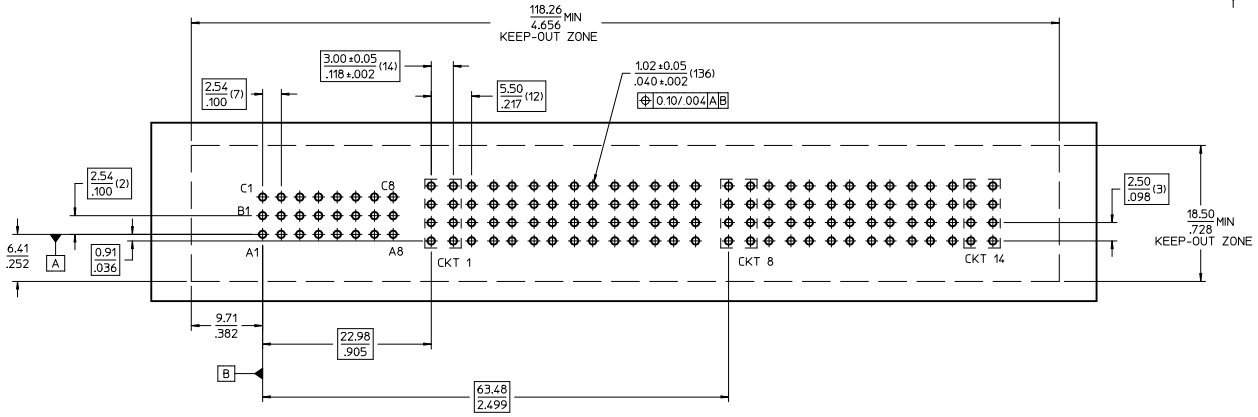 118.26 MIN
4.656
KEEP-OUT ZONE
3.00 ±0.05 (14)
.118 ±.002
1.02 ±0.05 (136)
.040 ±.002
⌖ 0.10/.004 A B
2.54 (7)
.100
5.50 (12)
.217
2.54 (2)
.100
C1 C8
B1
A1 A8
2.50 (3)
.098
18.50 MIN
.728
KEEP-OUT ZONE
6.41
.252
A
0.91
.036
CKT 1 CKT 8 CKT 14
9.71
.382
22.98
.905
B
63.48
2.499